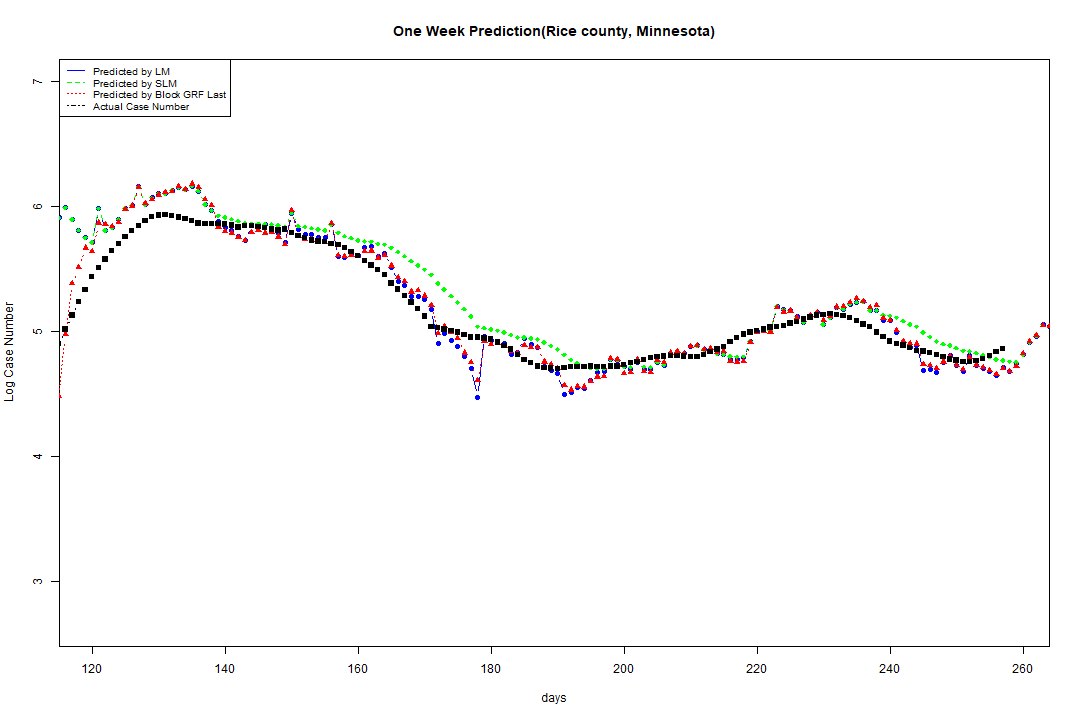 One Week Prediction(Rice county, Minnesota)
Predicted by LM
Predicted by SLM
Predicted by Block GRF Last
Actual Case Number
7
6
5
4
3
Log Case Number
120 140 160 180 200 220 240 260
days